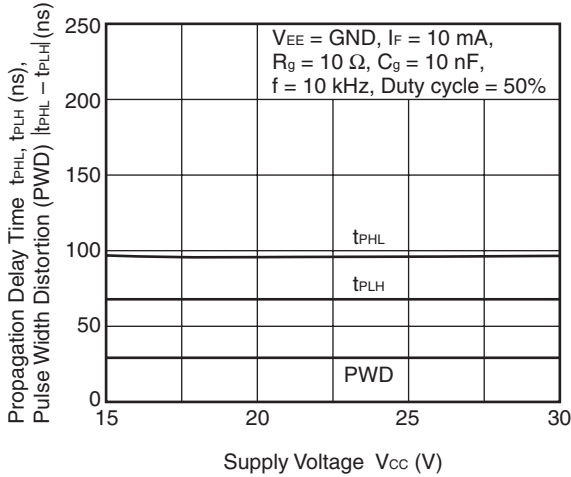 Propagation Delay Time tPHL, tPLH (ns),
Pulse Width Distortion (PWD) |tPHL – tPLH| (ns)
250
200
150
100
50
0
VEE = GND, IF = 10 mA,
Rg = 10 Ω, Cg = 10 nF,
f = 10 kHz, Duty cycle = 50%
tPHL
tPLH
PWD
15 20 25 30
Supply Voltage VCC (V)